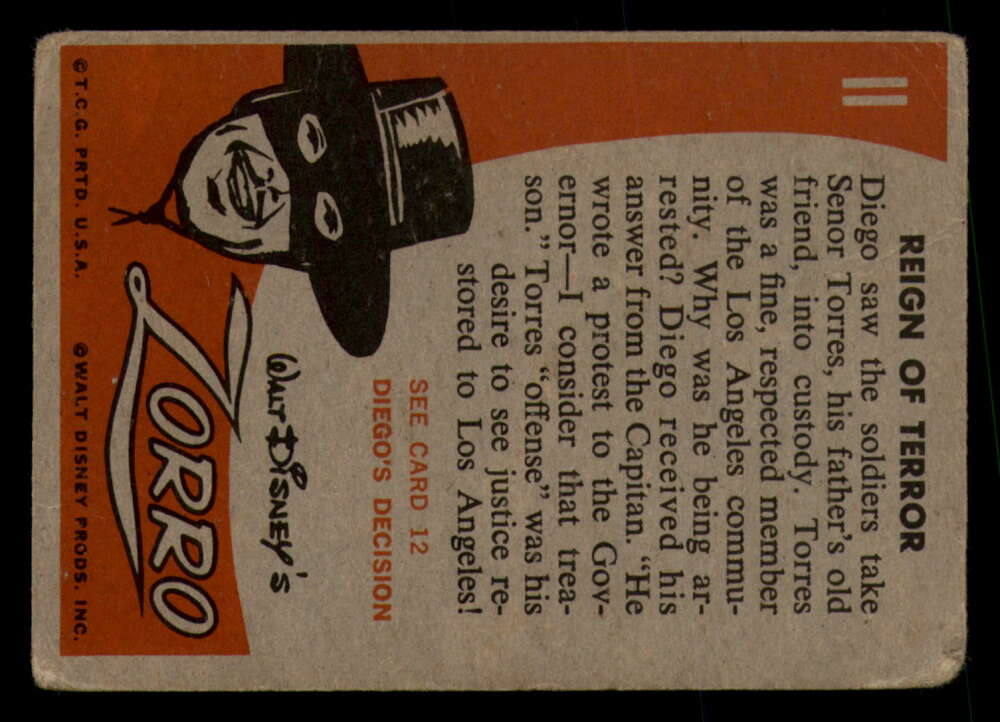 11
REIGN OF TERROR
Diego saw the soldiers take
Senor Torres, his father's old
friend, into custody. Torres
was a fine, respected member
of the Los Angeles commu-
nity. Why was he being ar-
rested? Diego received his
answer from the Capitan. "He
wrote a protest to the Gov-
ernor—I consider that trea-
son." Torres "offense" was his
desire to see justice re-
stored to Los Angeles!
SEE CARD 12
DIEGO'S DECISION
WALT DISNEY'S
ZORRO
©T.C.G. PRTD. U.S.A. ©WALT DISNEY PRODS. INC.